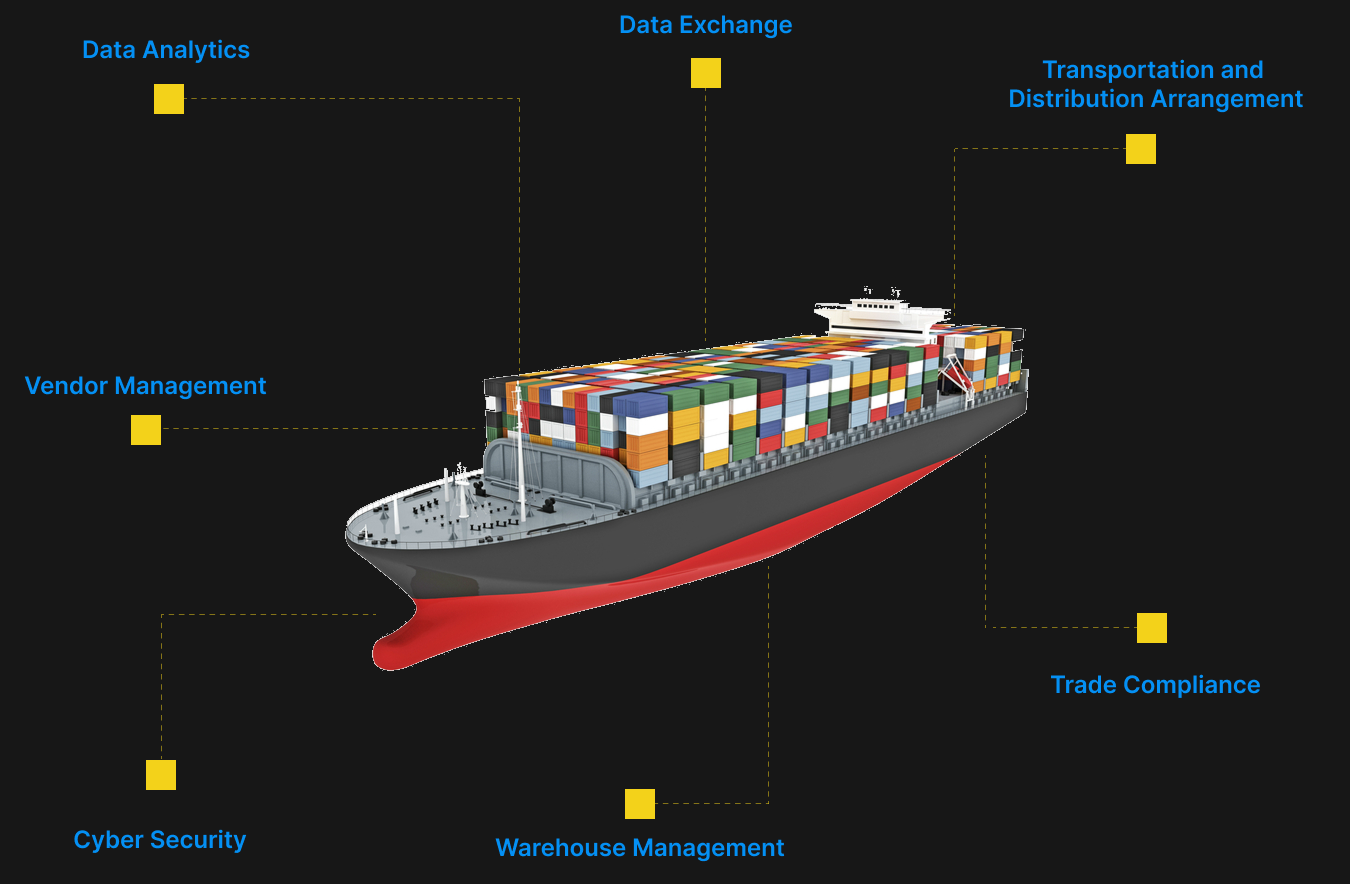 Data Exchange
Data Analytics
Transportation and
Distribution Arrangement
Vendor Management
Trade Compliance
Cyber Security
Warehouse Management